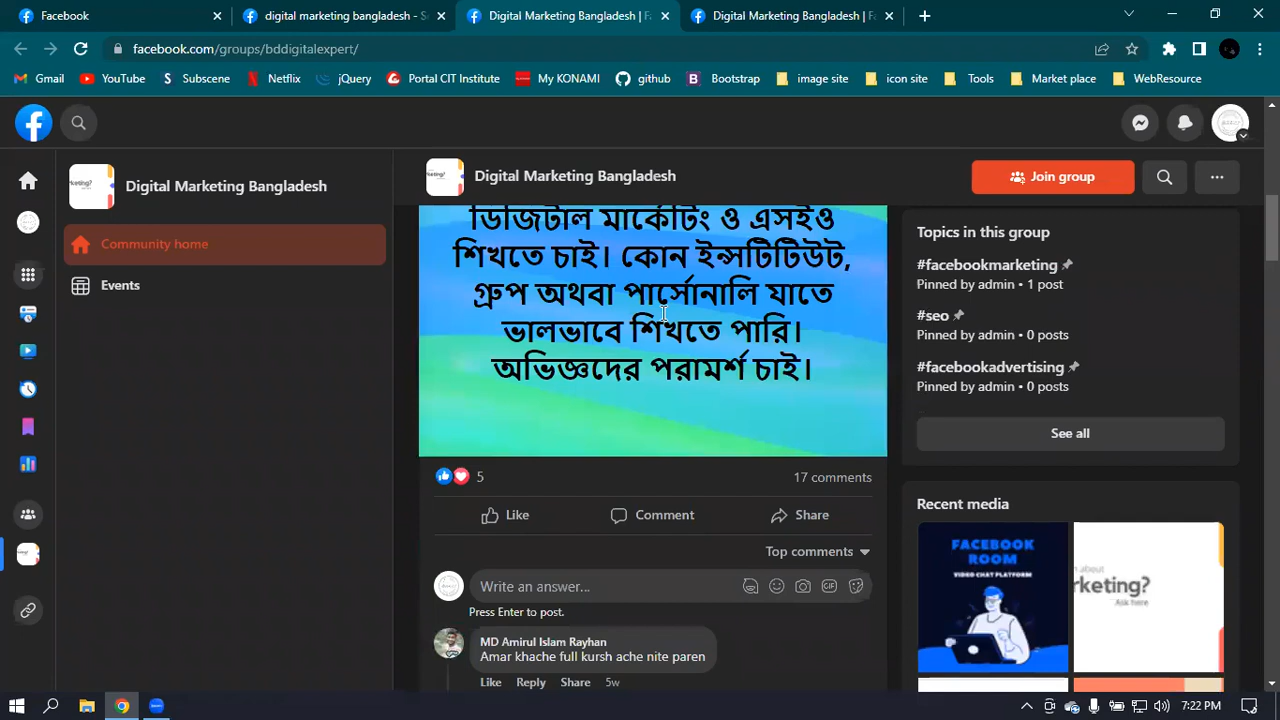 Facebook
digital marketing bangladesh - S
Digital Marketing Bangladesh | F
Digital Marketing Bangladesh | F
facebook.com/groups/bddigitalexpert/
Gmail
YouTube
Subscene
Netflix
jQuery
Portal CIT Institute
My KONAMI
github
Bootstrap
image site
icon site
Tools
Market place
WebResource
Digital Marketing Bangladesh
Community home
Events
Digital Marketing Bangladesh
Join group
ডিজিটাল মার্কেটিং ও এসইও
শিখতে চাই। কোন ইন্সটিটিউট,
গ্রুপ অথবা পার্সোনালি যাতে
ভালভাবে শিখতে পারি।
অভিজ্ঞদের পরামর্শ চাই।
5
17 comments
Like
Comment
Share
Top comments
Write an answer...
Press Enter to post.
MD Amirul Islam Rayhan
Amar khache full kursh ache nite paren
Like Reply Share 5w
Topics in this group
#facebookmarketing
Pinned by admin • 1 post
#seo
Pinned by admin • 0 posts
#facebookadvertising
Pinned by admin • 0 posts
See all
Recent media
FACEBOOK
ROOM
VIDEO CHAT PLATFORM
about
rketing?
Ask here
7:22 PM